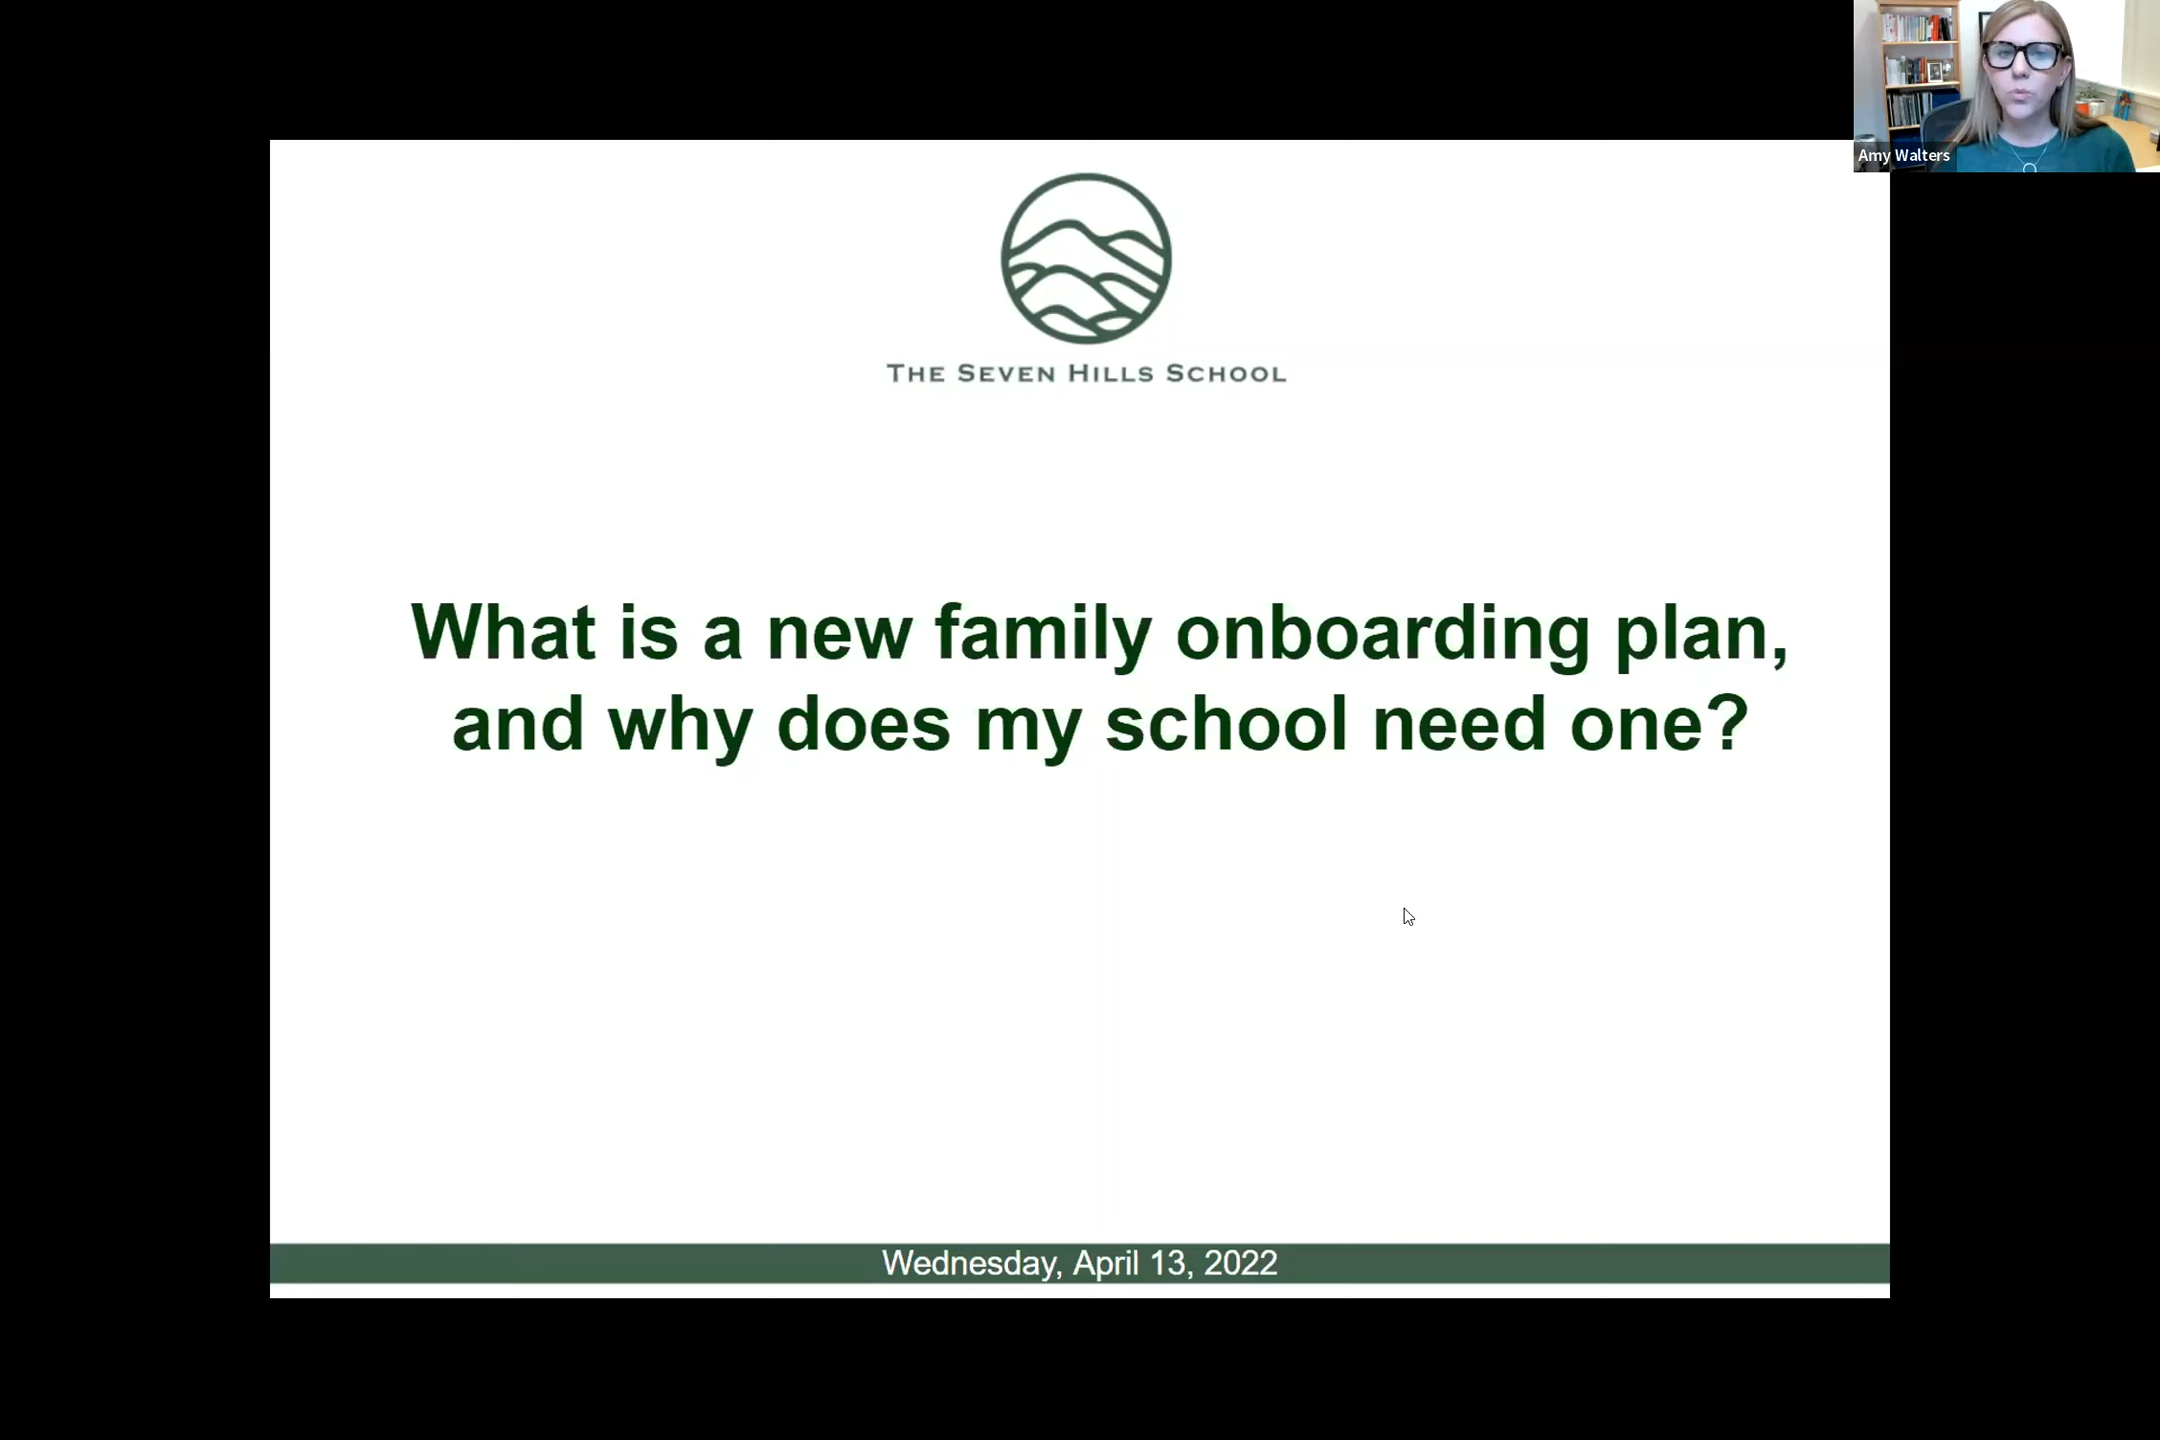 Amy Walters
THE SEVEN HILLS SCHOOL
What is a new family onboarding plan,
and why does my school need one?
Wednesday, April 13, 2022